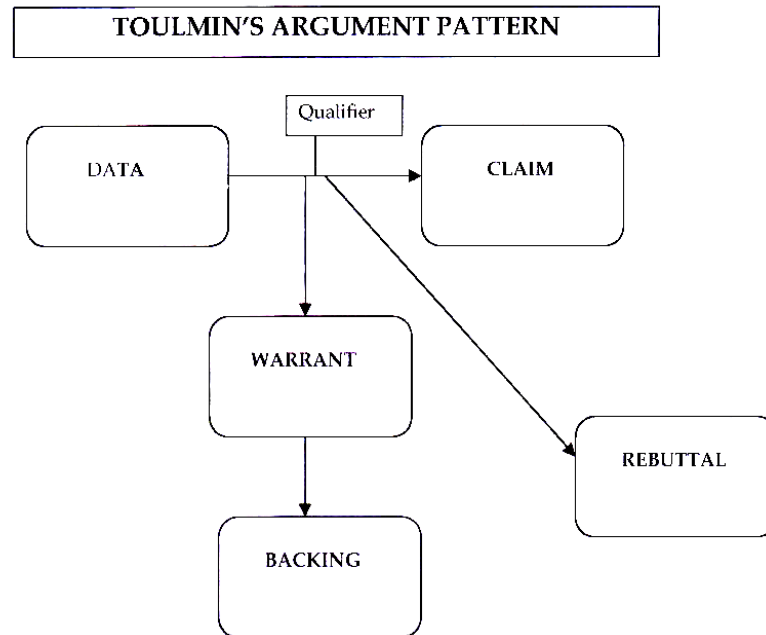 TOULMIN'S ARGUMENT PATTERN
Qualifier
DATA
CLAIM
WARRANT
REBUTTAL
BACKING